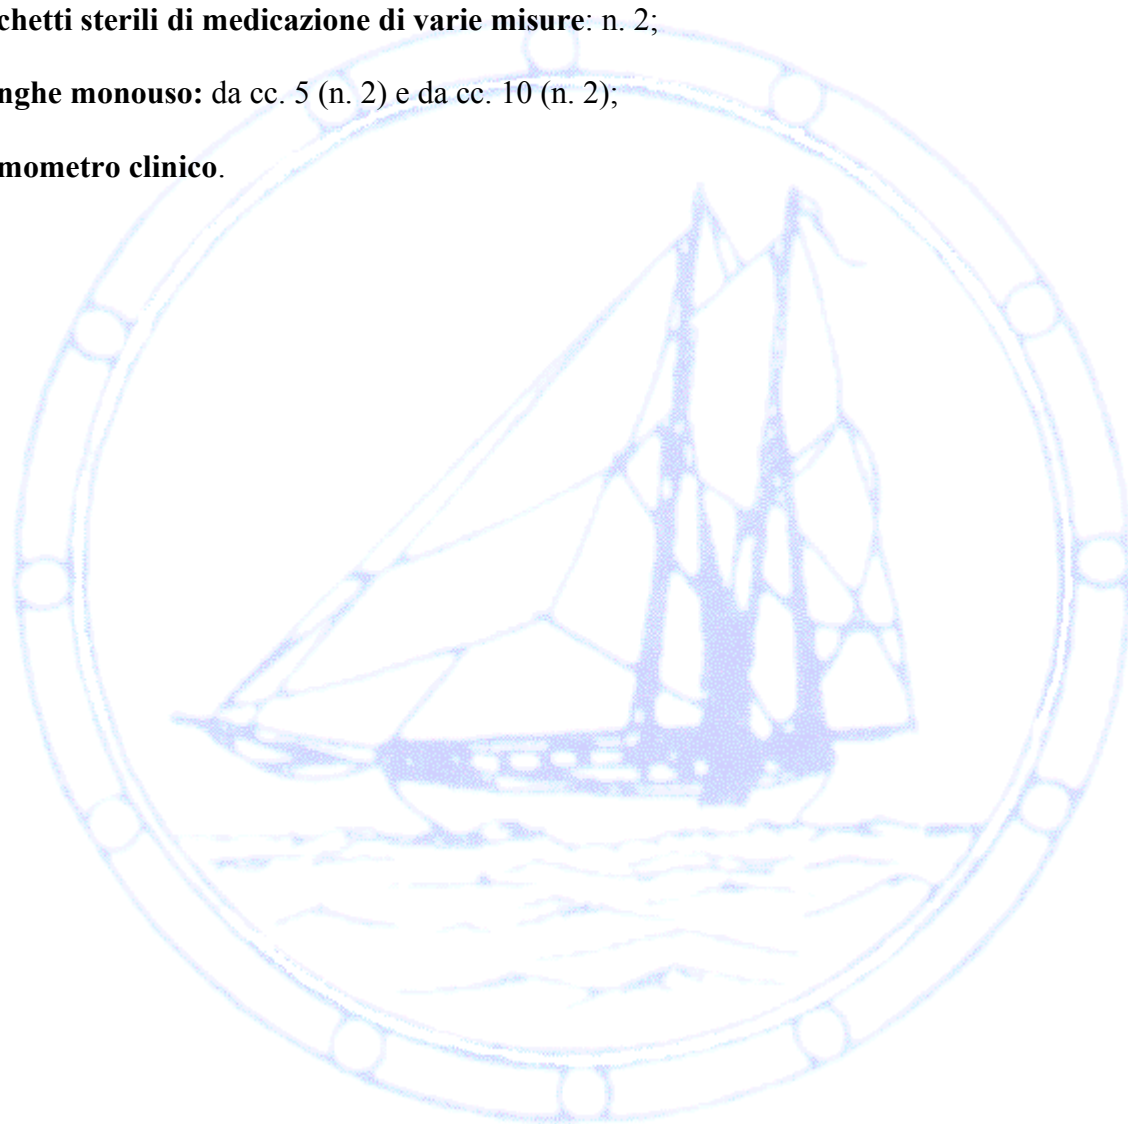 chetti sterili di medicazione di varie misure: n. 2;
nghe monouso: da cc. 5 (n. 2) e da cc. 10 (n. 2);
mometro clinico.